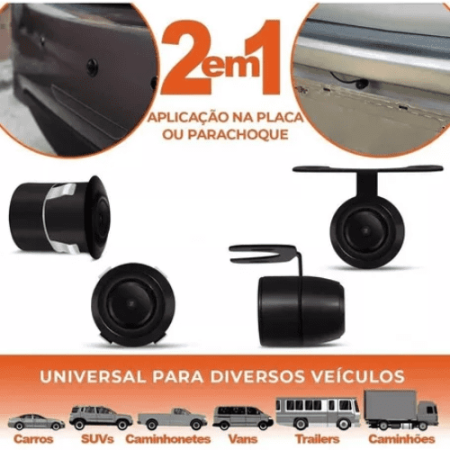 2em1
APLICAÇÃO NA PLACA
OU PARACHOQUE
UNIVERSAL PARA DIVERSOS VEÍCULOS
Carros SUVs Caminhonetes Vans Trailers Caminhões